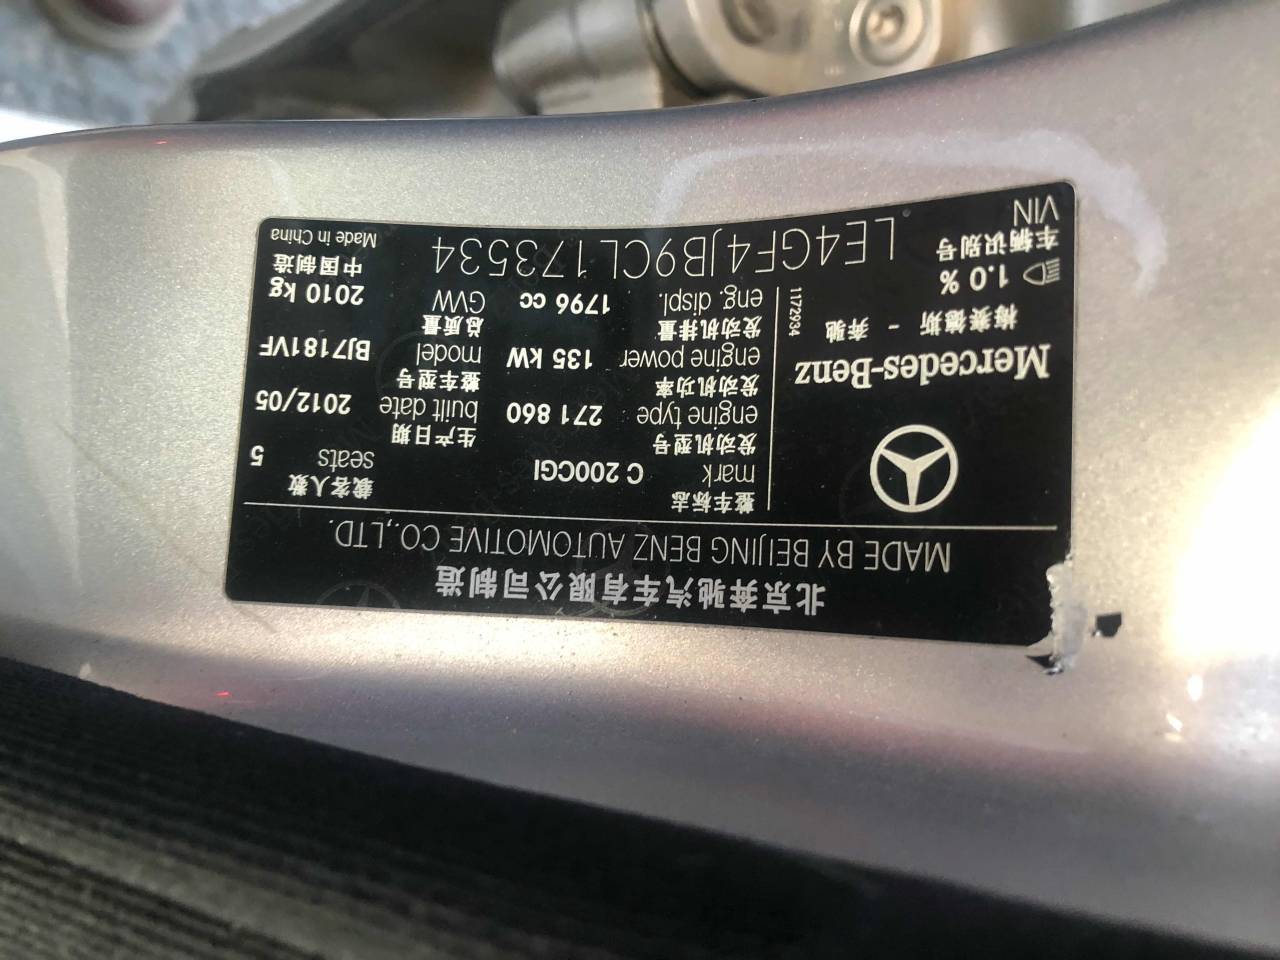 北京奔驰汽车有限公司制造
MADE BY BEIJING BENZ AUTOMOTIVE CO.,LTD.
Mercedes-Benz
梅赛德斯 - 奔驰
1.0 %
1172934
整车标志
mark C 200CGI
载客人数
seats 5
发动机型号
engine type 271 860
生产日期
built date 2012/05
发动机功率
engine power 135 kW
整车型号
model BJ7181VF
发动机排量
eng. displ. 1796 cc
总质量
GVW 2010 kg
车辆识别号
VIN LE4GF4JB9CL173534
中国制造
Made in China